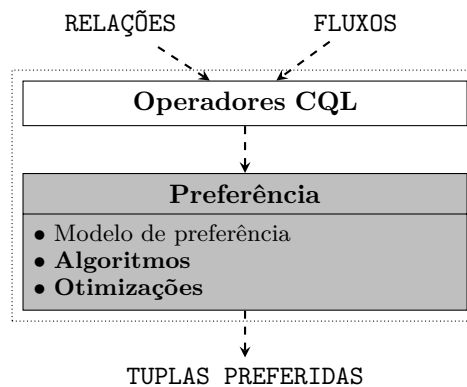 RELAÇÕES FLUXOS
Operadores CQL
Preferência
• Modelo de preferência
• Algoritmos
• Otimizações
TUPLAS PREFERIDAS